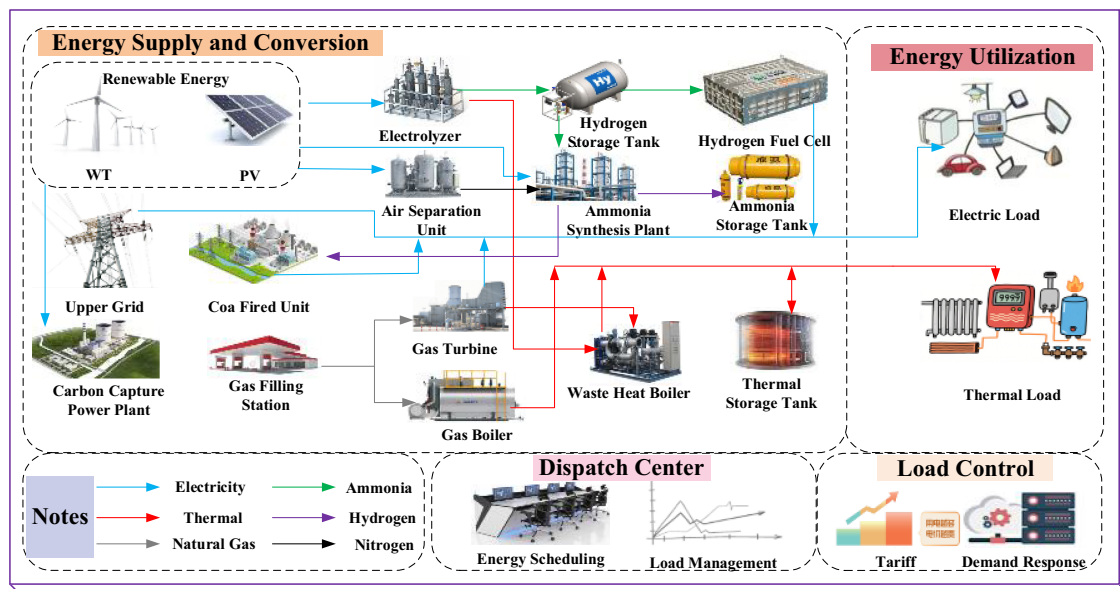 Energy Supply and Conversion
Energy Utilization
Renewable Energy
WT
PV
Electrolyzer
Hy
Hydrogen
Storage Tank
Hydrogen Fuel Cell
Air Separation
Unit
Ammonia
Synthesis Plant
液氨
Ammonia
Storage Tank
Electric Load
Upper Grid
Coa Fired Unit
Gas Turbine
Carbon Capture
Power Plant
Gas Filling
Station
Gas Boiler
Waste Heat Boiler
Thermal
Storage Tank
9999
Thermal Load
Notes
Electricity
Ammonia
Thermal
Hydrogen
Natural Gas
Nitrogen
Dispatch Center
Energy Scheduling
Load Management
Load Control
Tariff
Demand Response